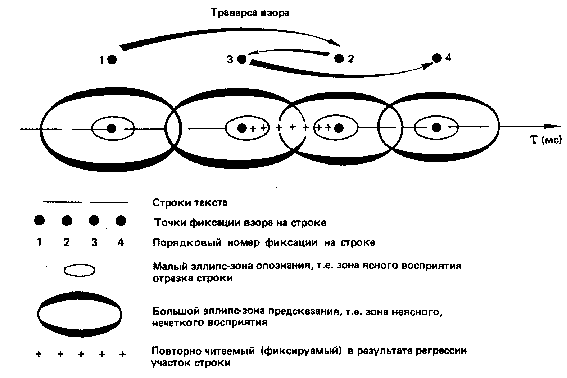 Траверса взора
1 3 2 4
τ (мс)
Строки текста
Точки фиксации взора на строке
1 2 3 4 Порядковый номер фиксации на строке
Малый эллипс-зона опознания, т.е. зона ясного восприятия
отрезка строки
Большой эллипс-зона предсказания, т.е. зона неясного,
нечеткого восприятия
+ + + + + Повторно читаемый (фиксируемый) в результате регрессии
участок строки